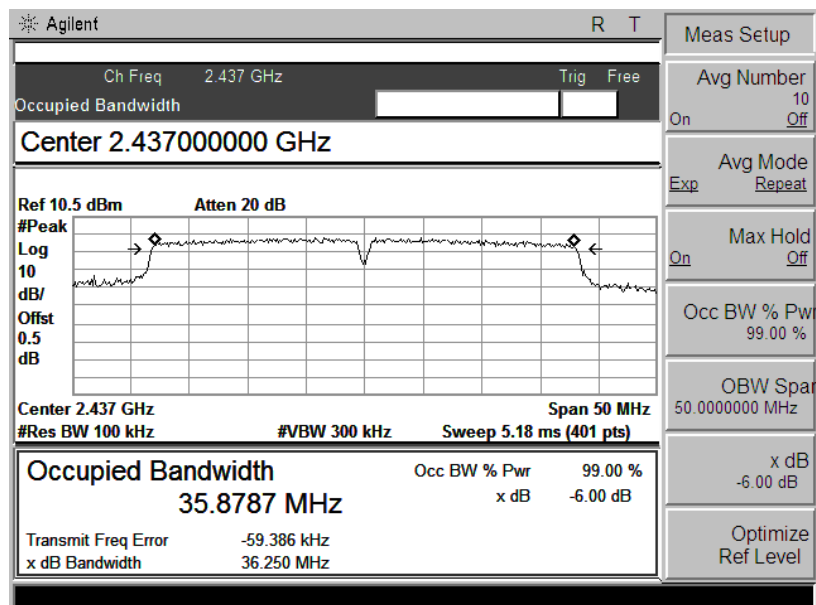 Agilent R T
Ch Freq 2.437 GHz Trig Free
Occupied Bandwidth
Center 2.437000000 GHz
Ref 10.5 dBm Atten 20 dB
#Peak
Log
10
dB/
Offst
0.5
dB
Center 2.437 GHz Span 50 MHz
#Res BW 100 kHz #VBW 300 kHz Sweep 5.18 ms (401 pts)
Occupied Bandwidth Occ BW % Pwr 99.00 %
35.8787 MHz x dB -6.00 dB
Transmit Freq Error -59.386 kHz
x dB Bandwidth 36.250 MHz
Meas Setup
Avg Number
10
On Off
Avg Mode
Exp Repeat
Max Hold
On Off
Occ BW % Pwr
99.00 %
OBW Span
50.0000000 MHz
x dB
-6.00 dB
Optimize
Ref Level